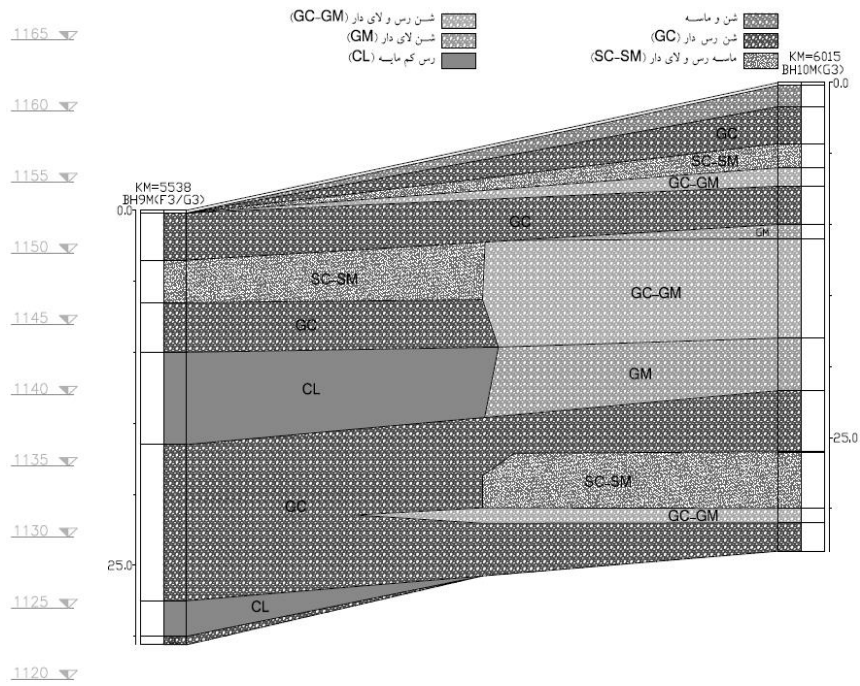 شن رس و لای دار (GC-GM)
شن و ماسه
شن لای دار (GM)
شن رس دار (GC)
رس کم مایه (CL)
ماسه رس و لای دار (SC-SM)
1165
1160
1155
1150
1145
1140
1135
1130
1125
1120
KM=6015
BH10M(G3)
0.0
25.0
KM=5538
BH9M(F3/G3)
0.0
25.0
GC
SC-SM
GC-GM
GC
GM
SC-SM
GC-GM
GC
GM
CL
SC-SM
GC
GC-GM
CL